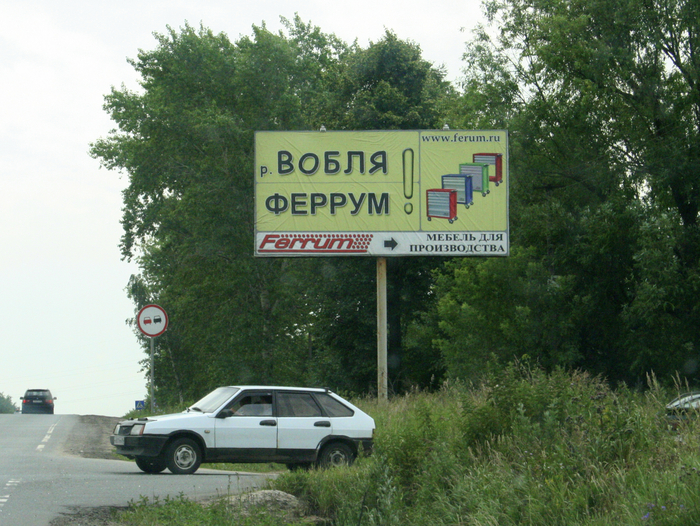 р. ВОБЛЯ !
ФЕРРУМ
www.ferum.ru
Ferrum
МЕБЕЛЬ ДЛЯ
ПРОИЗВОДСТВА